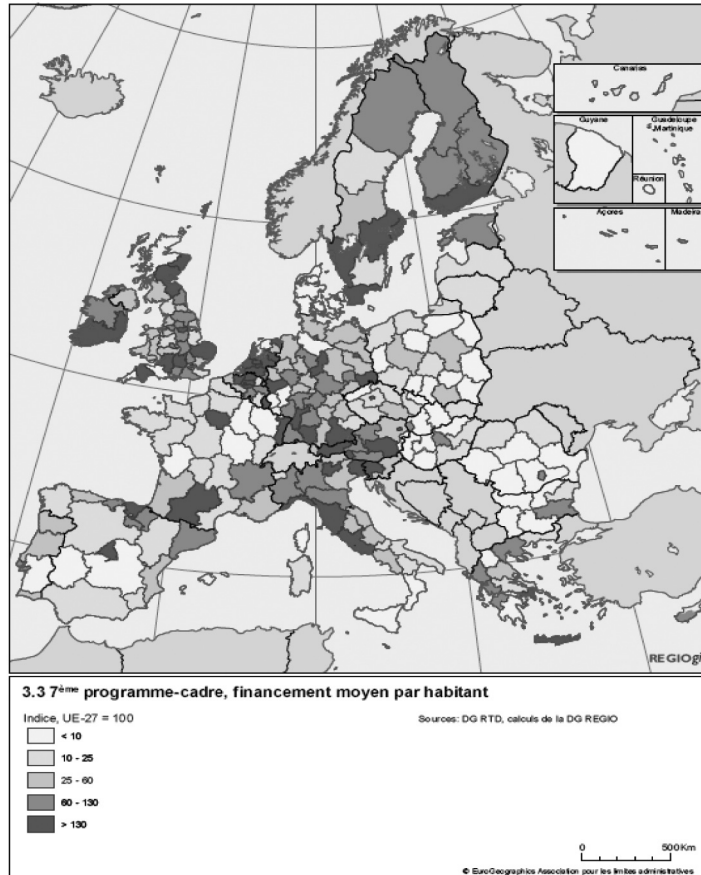 Canarias
Guyane
Guadeloupe
Martinique
Réunion
Açores
Madeira
REGIOgis
3.3 7ème programme-cadre, financement moyen par habitant
Indice, UE-27 = 100
Sources: DG RTD, calculs de la DG REGIO
< 10
10 - 25
25 - 60
60 - 130
> 130
0 500 Km
© EuroGeographics Association pour les limites administratives